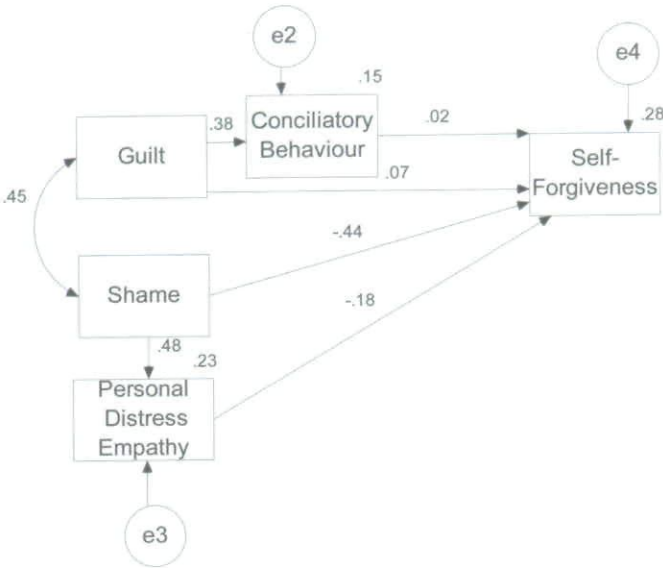 e2
e4
.15
.38
Conciliatory
Behaviour
.02
.28
Guilt
Self-
Forgiveness
.07
.45
-.44
Shame
-.18
.48
.23
Personal
Distress
Empathy
e3